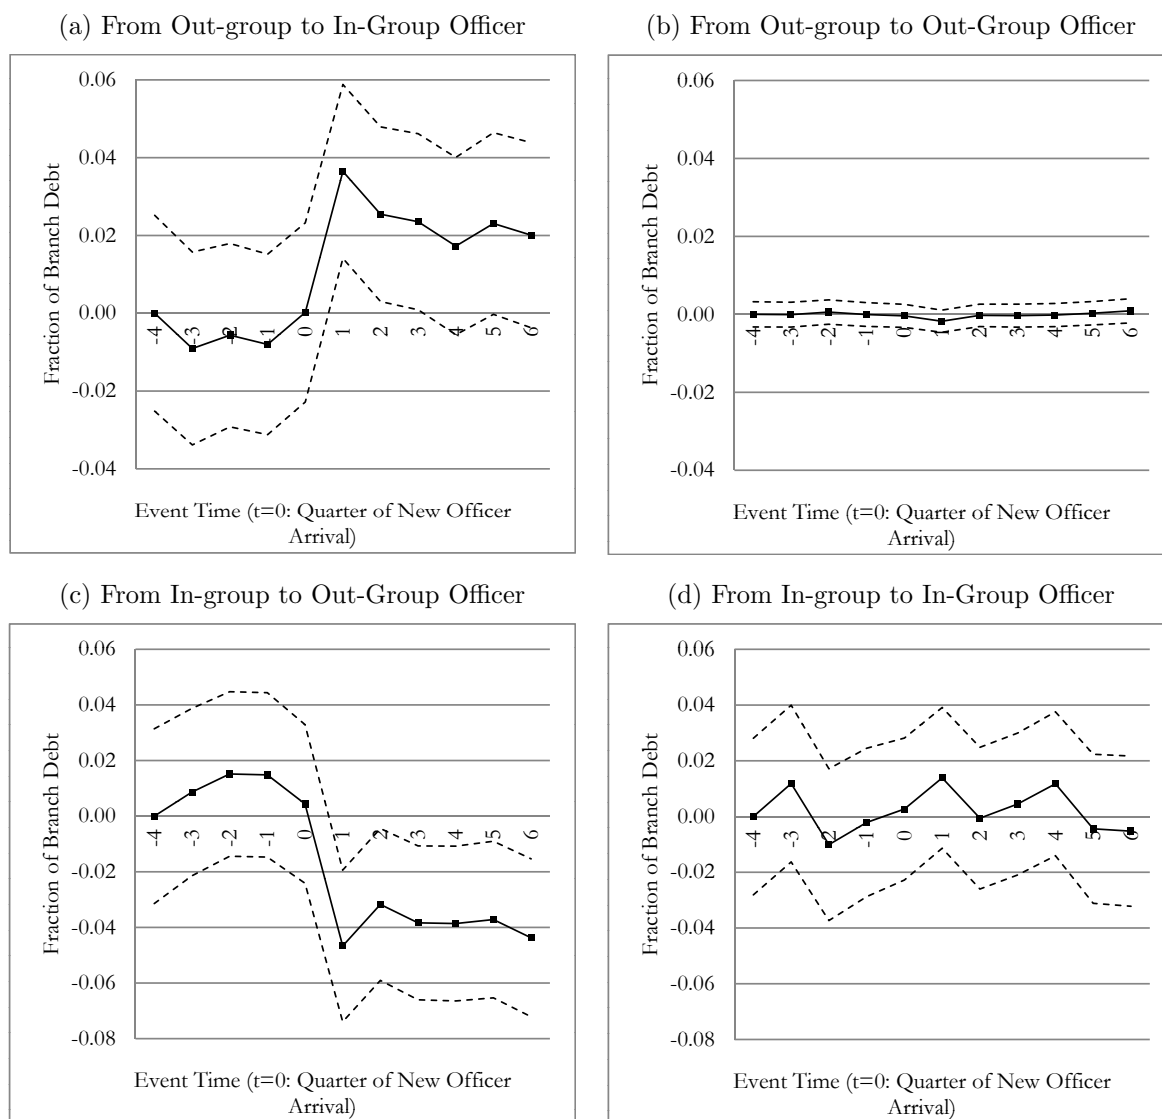 (a) From Out-group to In-Group Officer
0.06
0.04
0.02
0.00
-0.02
-0.04
Fraction of Branch Debt
-4 -3 -2 -1 0 1 2 3 4 5 6
Event Time (t=0: Quarter of New Officer
Arrival)
(b) From Out-group to Out-Group Officer
0.06
0.04
0.02
0.00
-0.02
-0.04
Fraction of Branch Debt
-4 -3 -2 -1 0 1 2 3 4 5 6
Event Time (t=0: Quarter of New Officer
Arrival)
(c) From In-group to Out-Group Officer
0.06
0.04
0.02
0.00
-0.02
-0.04
-0.06
-0.08
Fraction of Branch Debt
-4 -3 -2 -1 0 1 2 3 4 5 6
Event Time (t=0: Quarter of New Officer
Arrival)
(d) From In-group to In-Group Officer
0.06
0.04
0.02
0.00
-0.02
-0.04
-0.06
-0.08
Fraction of Branch Debt
-4 -3 -2 -1 0 1 2 3 4 5 6
Event Time (t=0: Quarter of New Officer
Arrival)